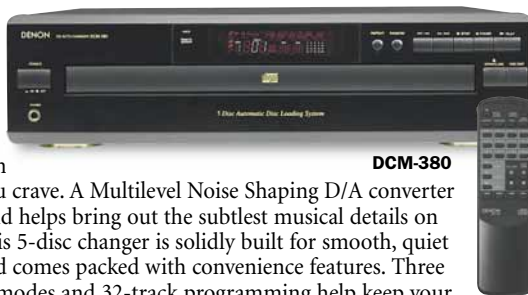 DENON
5-Disc Automatic Disc Loading System
DCM-380
u crave. A Multilevel Noise Shaping D/A converter
d helps bring out the subtlest musical details on
is 5-disc changer is solidly built for smooth, quiet
d comes packed with convenience features. Three
modes and 32-track programming help keep your